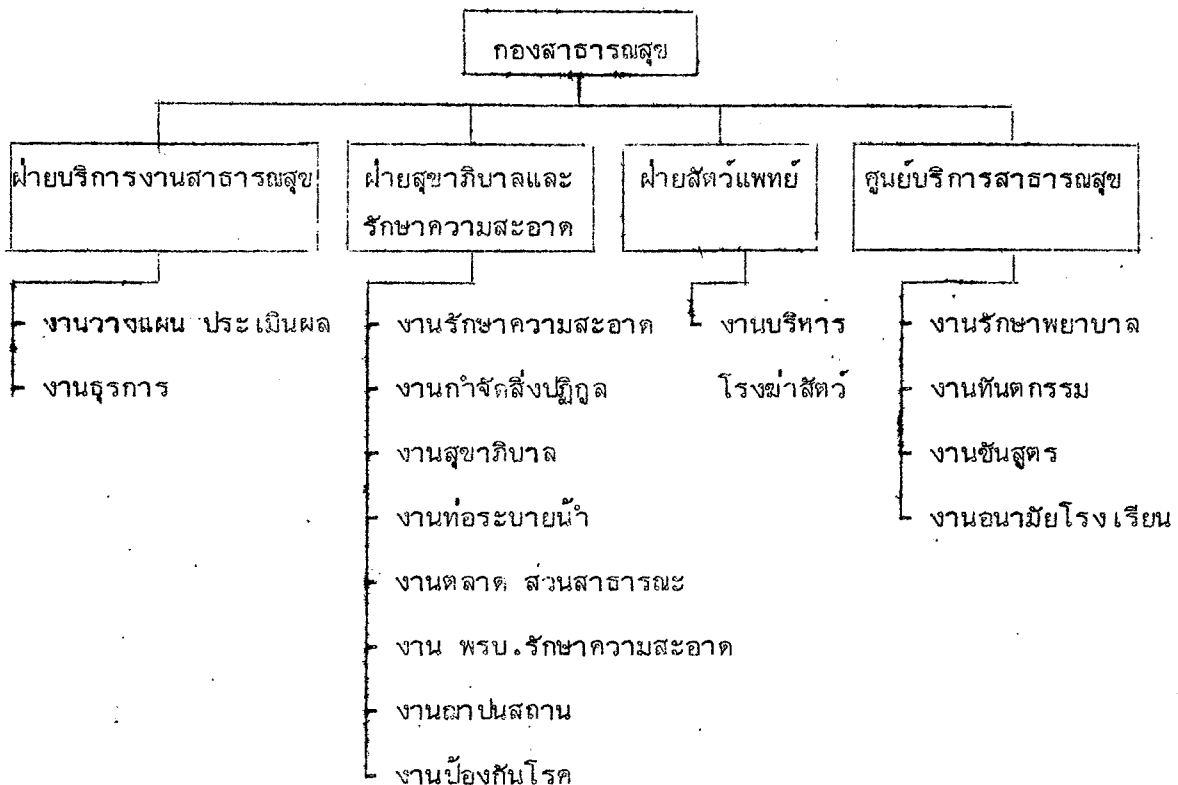 กองสาธารณสุข
ฝ่ายบริการงานสาธารณสุข
ฝ่ายสุขาภิบาลและ
รักษาความสะอาด
ฝ่ายสัตว์แพทย์
ศูนย์บริการสาธารณสุข
งานวางแผน ประเมินผล
งานธุรการ
งานรักษาความสะอาด
งานกำจัดสิ่งปฏิกูล
งานสุขาภิบาล
งานท่อระบายน้ำ
งานตลาด ส่วนสาธารณะ
งาน พรบ.รักษาความสะอาด
งานฌาปนสถาน
งานป้องกันโรค
งานบริหาร
โรงฆ่าสัตว์
งานรักษาพยาบาล
งานทันตกรรม
งานชันสูตร
งานอนามัยโรงเรียน